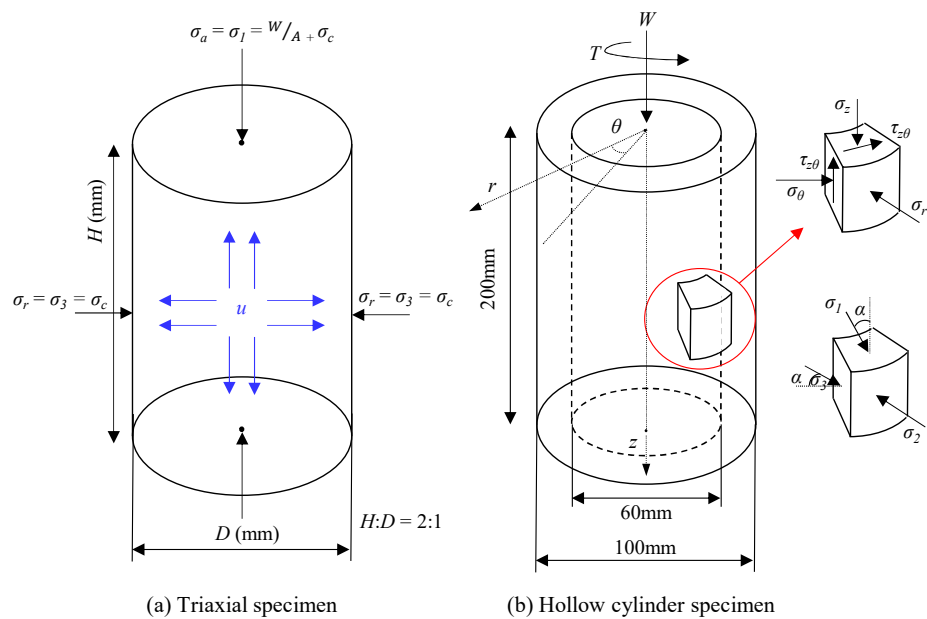 σa = σ1 = W/A + σc
H (mm)
σr = σ3 = σc
u
σr = σ3 = σc
D (mm)
H:D = 2:1
(a) Triaxial specimen
W
T
θ
r
200mm
z
60mm
100mm
σz
τzθ
τzθ
σθ
σr
σ1
α
α
σ3
σ2
(b) Hollow cylinder specimen